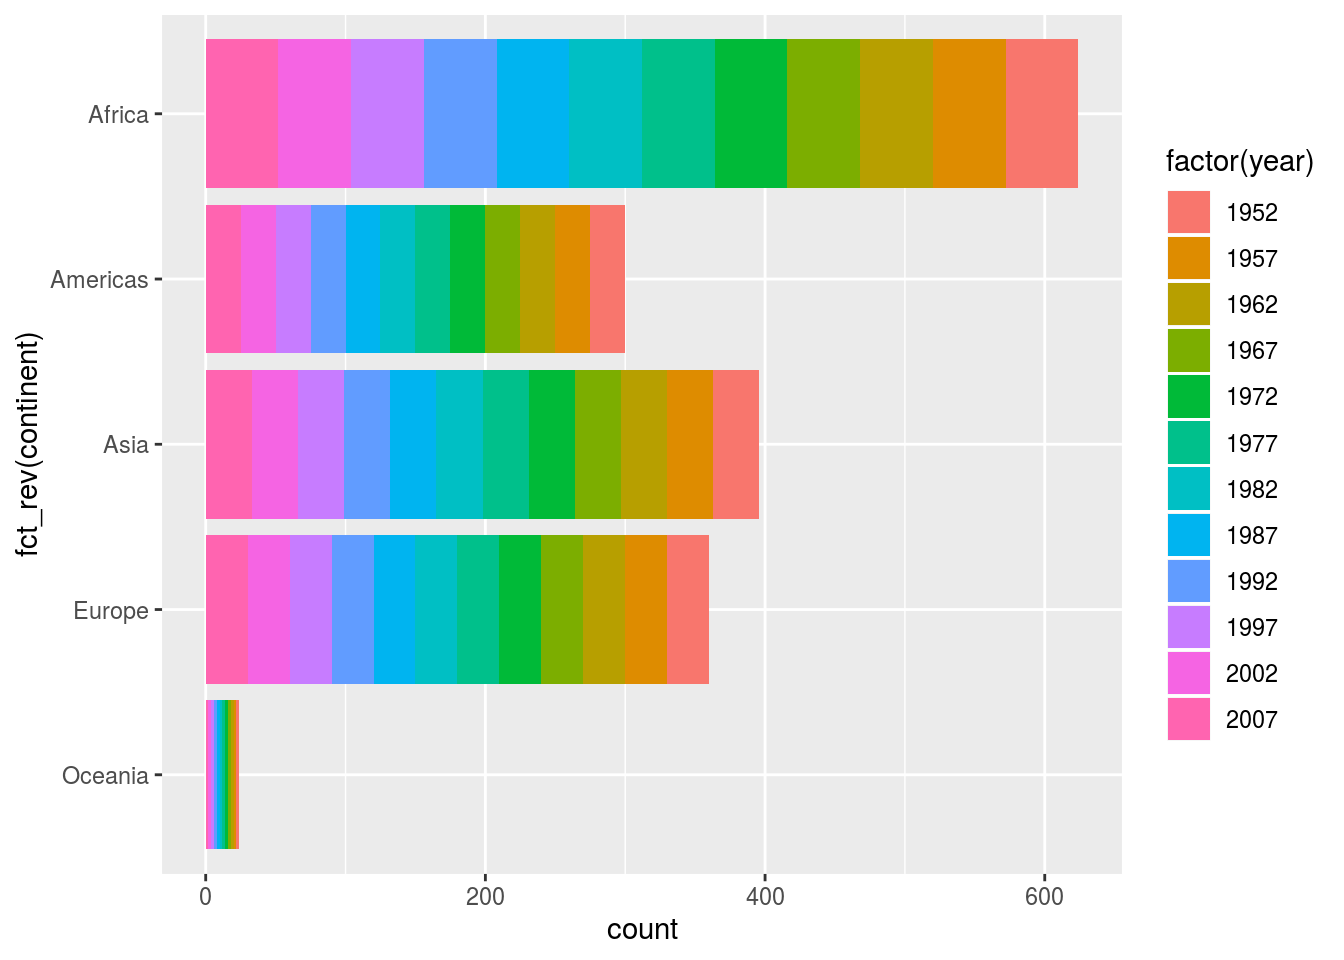 Africa
Americas
Asia
Europe
Oceania
fct_rev(continent)
0
200
400
600
count
factor(year)
1952
1957
1962
1967
1972
1977
1982
1987
1992
1997
2002
2007